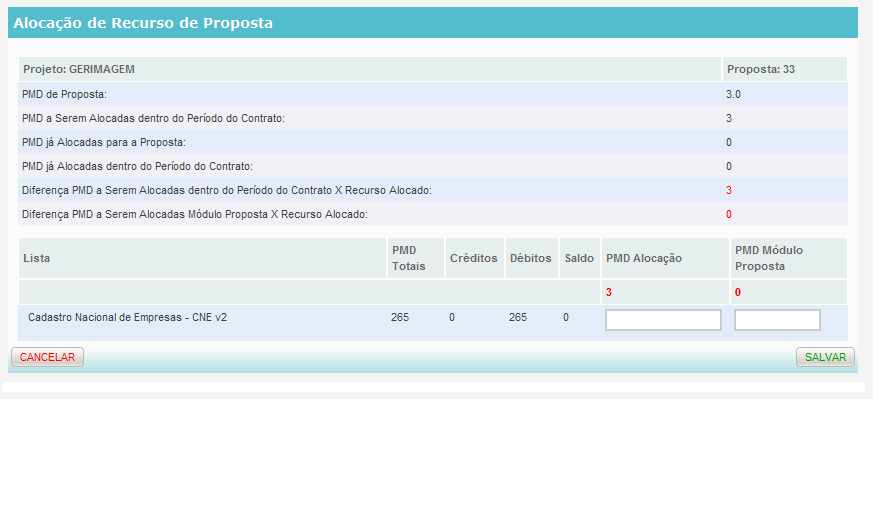 Alocação de Recurso de Proposta
Projeto: GERIMAGEM Proposta: 33
PMD de Proposta: 3.0
PMD a Serem Alocadas dentro do Período do Contrato: 3
PMD já Alocadas para a Proposta: 0
PMD já Alocadas dentro do Período do Contrato: 0
Diferença PMD a Serem Alocadas dentro do Período do Contrato X Recurso Alocado: 3
Diferença PMD a Serem Alocadas Módulo Proposta X Recurso Alocado: 0
Lista PMD Totais Créditos Débitos Saldo PMD Alocação PMD Módulo Proposta
3 0
Cadastro Nacional de Empresas - CNE v2 265 0 265 0
CANCELAR SALVAR